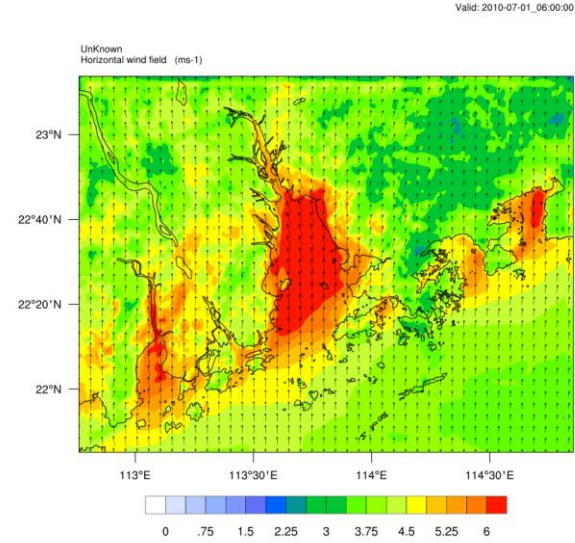 Valid: 2010-07-01_06:00:00
UnKnown
Horizontal wind field (ms-1)
23°N
22°40'N
22°20'N
22°N
113°E
113°30'E
114°E
114°30'E
0
.75
1.5
2.25
3
3.75
4.5
5.25
6